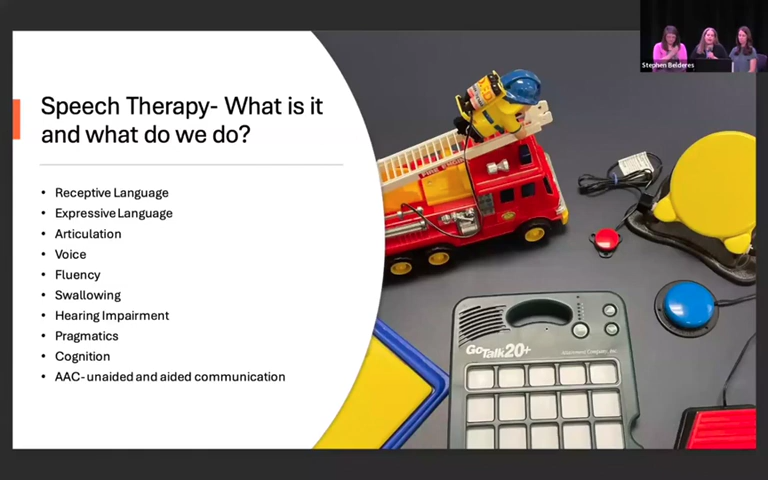 Stephen Belderes
Speech Therapy- What is it
and what do we do?
• Receptive Language
• Expressive Language
• Articulation
• Voice
• Fluency
• Swallowing
• Hearing Impairment
• Pragmatics
• Cognition
• AAC- unaided and aided communication
FIRE ENGINE
GoTalk20+